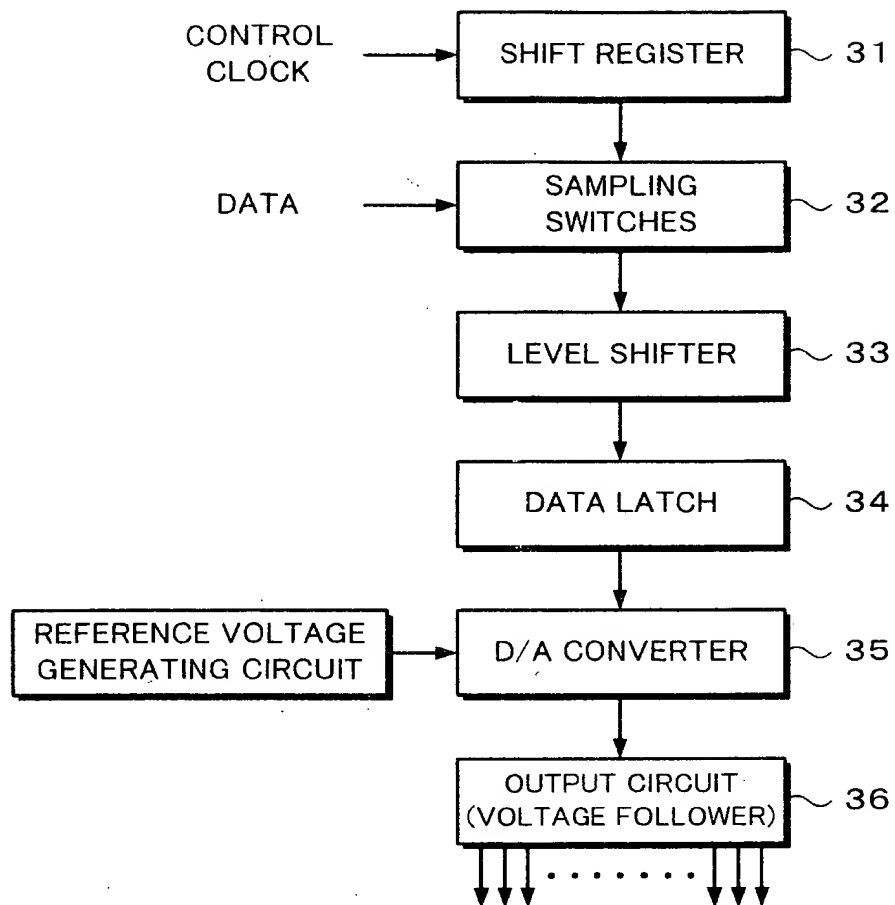 CONTROL
CLOCK
SHIFT REGISTER
31
DATA
SAMPLING
SWITCHES
32
LEVEL SHIFTER
33
DATA LATCH
34
REFERENCE VOLTAGE
GENERATING CIRCUIT
D/A CONVERTER
35
OUTPUT CIRCUIT
(VOLTAGE FOLLOWER)
36